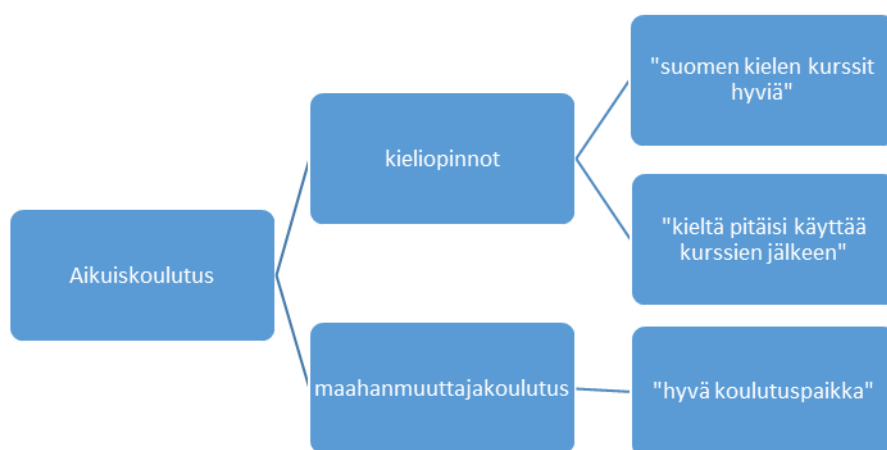 Aikuiskoulutus
kieliopinnot
"suomen kielen kurssit
hyviä"
"kieltä pitäisi käyttää
kurssien jälkeen"
maahanmuuttajakoulutus
"hyvä koulutuspaikka"